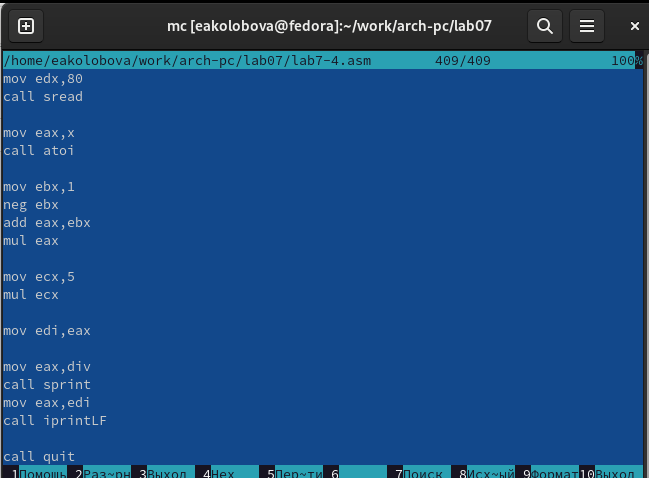 mc [eakolobova@fedora]:~/work/arch-pc/lab07
/home/eakolobova/work/arch-pc/lab07/lab7-4.asm 409/409 100%
mov edx,80
call sread
mov eax,x
call atoi
mov ebx,1
neg ebx
add eax,ebx
mul eax
mov ecx,5
mul ecx
mov edi,eax
mov eax,div
call sprint
mov eax,edi
call iprintLF
call quit
1Помощь 2Раз~рн 3Выход 4Hex 5Пер~ти 6 7Поиск 8Исх~ый 9Формат 10Выход